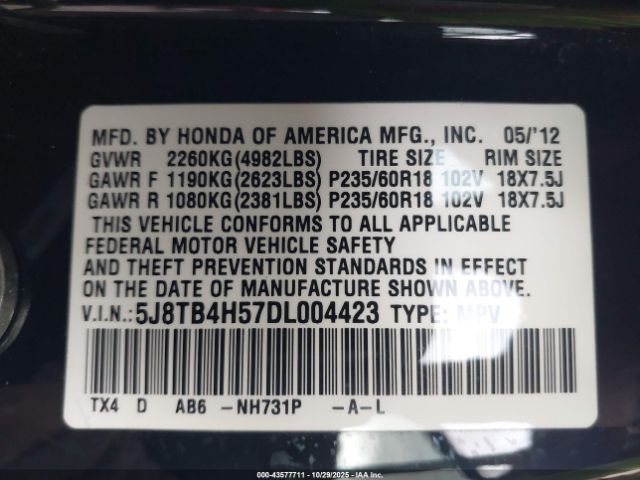 MFD. BY HONDA OF AMERICA MFG., INC. 05/'12
GVWR 2260KG(4982LBS) TIRE SIZE RIM SIZE
GAWR F 1190KG(2623LBS) P235/60R18 102V 18X7.5J
GAWR R 1080KG(2381LBS) P235/60R18 102V 18X7.5J
THIS VEHICLE CONFORMS TO ALL APPLICABLE
FEDERAL MOTOR VEHICLE SAFETY
AND THEFT PREVENTION STANDARDS IN EFFECT
ON THE DATE OF MANUFACTURE SHOWN ABOVE.
V.I.N.:5J8TB4H57DL004423 TYPE: MPV
TX4 D AB6 -NH731P -A-L
000-43577711 - 10/29/2025 - IAAI.COM